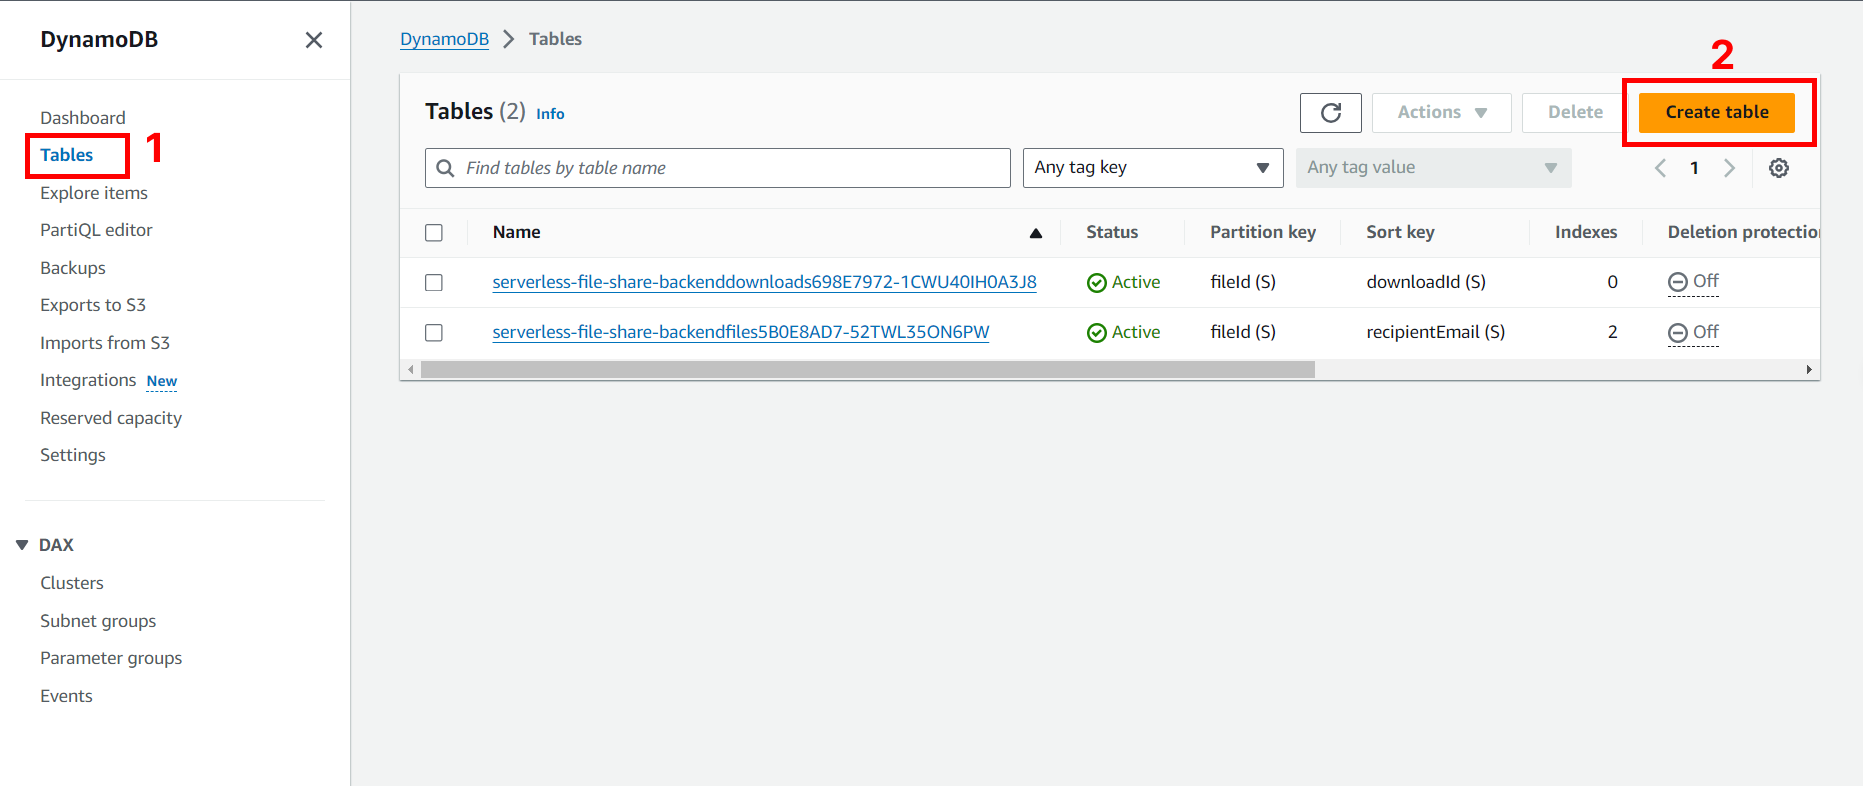 DynamoDB
Dashboard
Tables
1
Explore items
PartiQL editor
Backups
Exports to S3
Imports from S3
Integrations New
Reserved capacity
Settings
DAX
Clusters
Subnet groups
Parameter groups
Events
DynamoDB Tables
2
Tables (2) Info
Actions Delete Create table
Find tables by table name Any tag key Any tag value 1
Name Status Partition key Sort key Indexes Deletion protectio
serverless-file-share-backenddownloads698E7972-1CWU40IH0A3J8 Active fileId (S) downloadId (S) 0 Off
serverless-file-share-backendfiles5B0E8AD7-52TWL35ON6PW Active fileId (S) recipientEmail (S) 2 Off